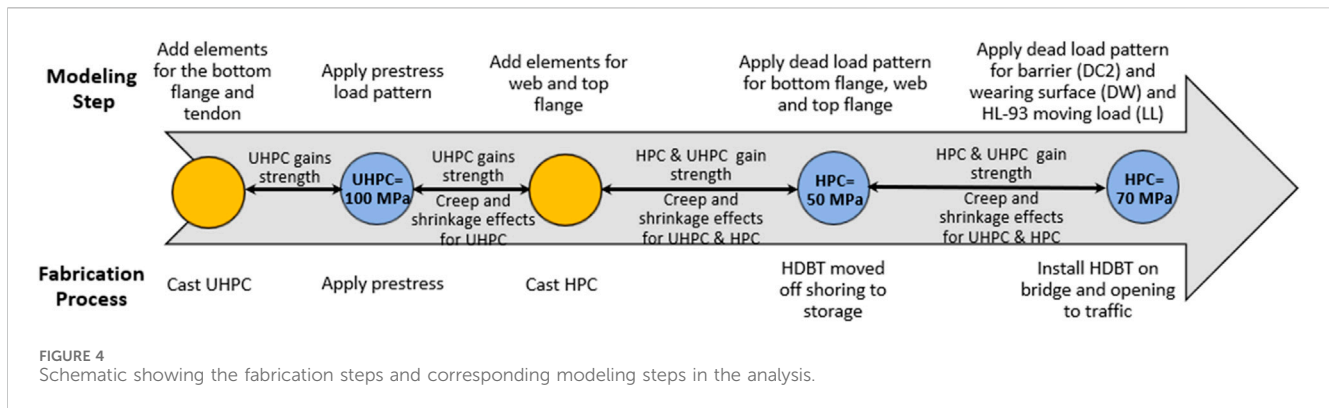 Modeling
Step
Add elements
for the bottom
flange and
tendon
Apply prestress
load pattern
Add elements for
web and top
flange
Apply dead load pattern
for bottom flange, web
and top flange
Apply dead load pattern
for barrier (DC2) and
wearing surface (DW) and
HL-93 moving load (LL)
UHPC gains
strength
UHPC=
100 MPa
UHPC gains
strength
Creep and
shrinkage effects
for UHPC
HPC & UHPC gain
strength
Creep and
shrinkage effects
for UHPC & HPC
HPC=
50 MPa
HPC & UHPC gain
strength
Creep and
shrinkage effects
for UHPC & HPC
HPC=
70 MPa
Fabrication
Process
Cast UHPC
Apply prestress
Cast HPC
HDBT moved
off shoring to
storage
Install HDBT on
bridge and opening
to traffic
FIGURE 4
Schematic showing the fabrication steps and corresponding modeling steps in the analysis.